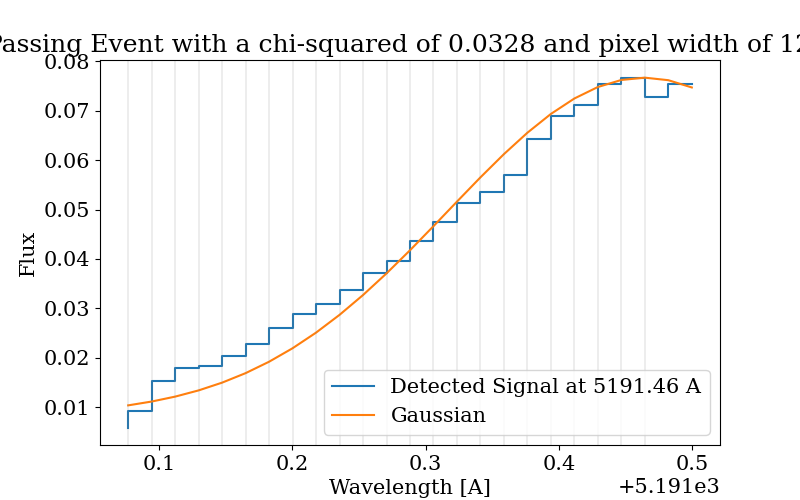 Passing Event with a chi-squared of 0.0328 and pixel width of 12
0.08
0.07
0.06
0.05
0.04
0.03
0.02
0.01
Flux
Detected Signal at 5191.46 A
Gaussian
0.1 0.2 0.3 0.4 0.5
+5.191e3
Wavelength [A]